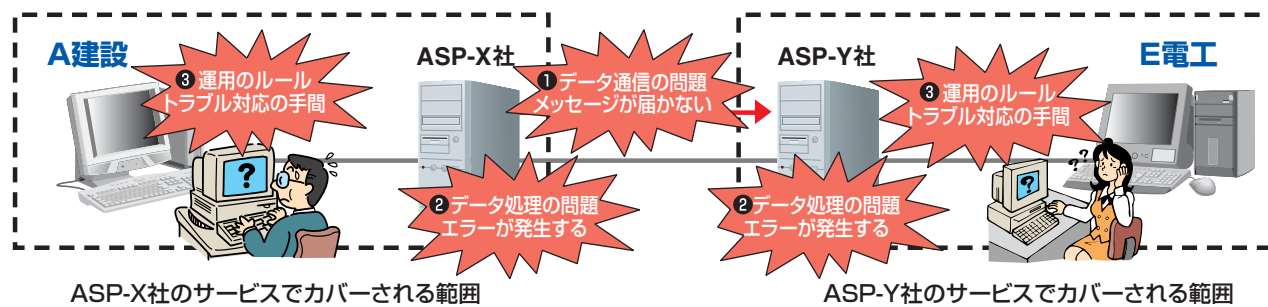 A建設
❸運用のルール
トラブル対応の手間
ASP-X社
❶データ通信の問題
メッセージが届かない
ASP-Y社
❸運用のルール
トラブル対応の手間
E電工
?
❷データ処理の問題
エラーが発生する
❷データ処理の問題
エラーが発生する
???
?
ASP-X社のサービスでカバーされる範囲
ASP-Y社のサービスでカバーされる範囲